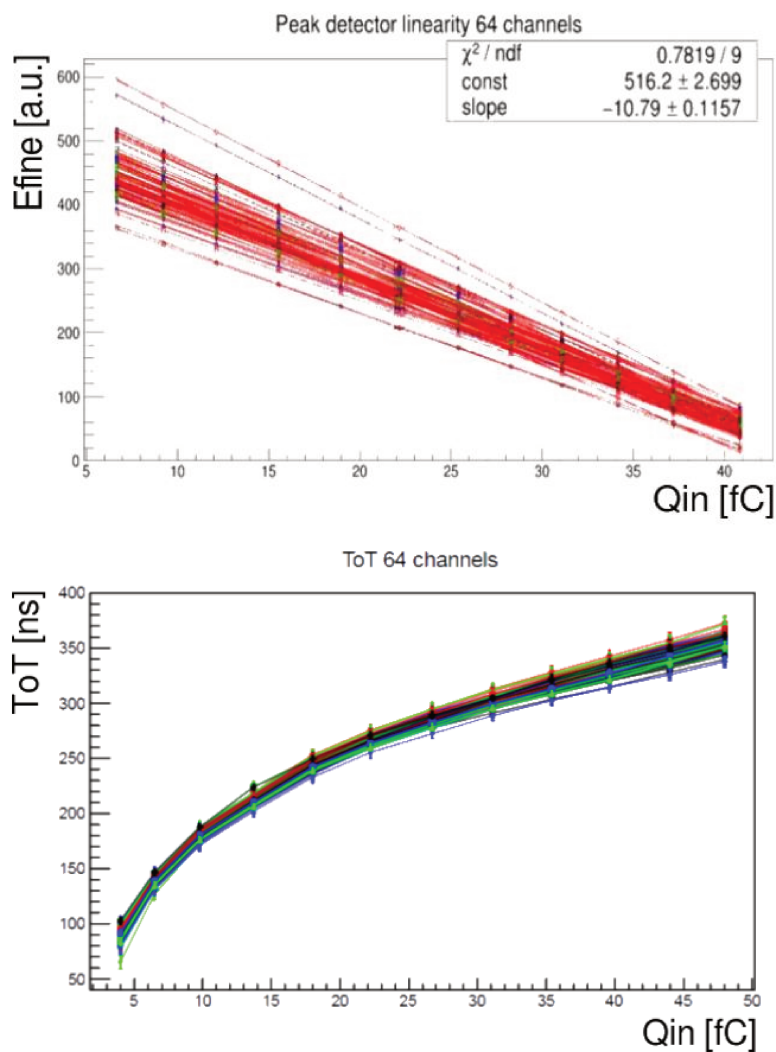 Peak detector linearity 64 channels
χ² / ndf 0.7819 / 9
const 516.2 ± 2.699
slope −10.79 ± 0.1157
Efine [a.u.]
600
500
400
300
200
100
0
5 10 15 20 25 30 35 40
Qin [fC]
ToT 64 channels
ToT [ns]
400
350
300
250
200
150
100
50
5 10 15 20 25 30 35 40 45 50
Qin [fC]